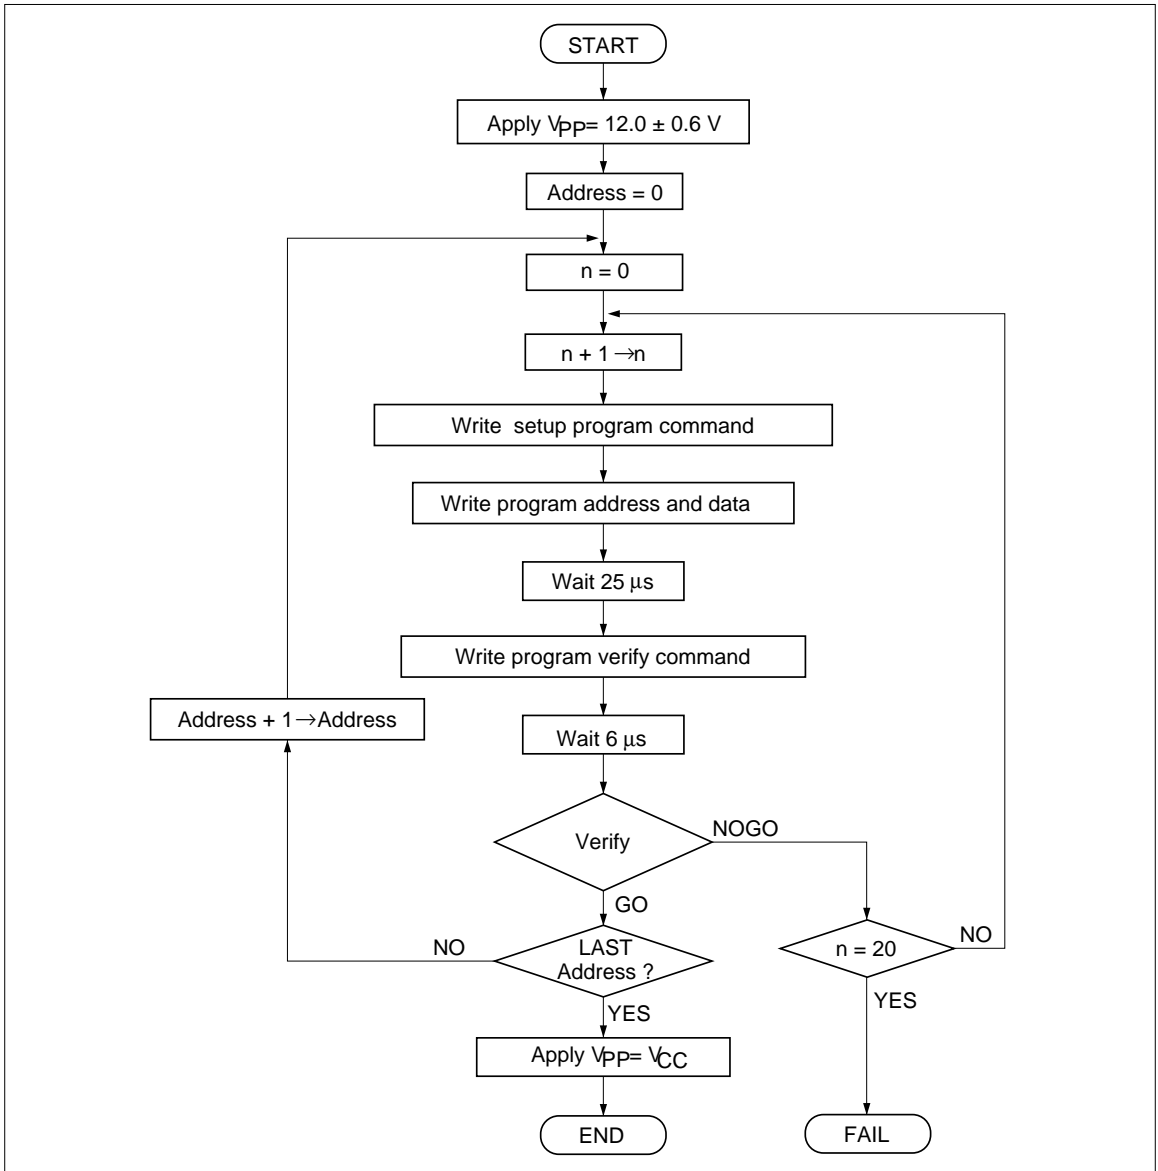 START
Apply VPP= 12.0 ± 0.6 V
Address = 0
n = 0
n + 1 →n
Write setup program command
Write program address and data
Wait 25 µs
Write program verify command
Address + 1→Address
Wait 6 µs
Verify
NOGO
GO
NO
LAST
Address ?
n = 20
NO
YES
YES
Apply VPP= VCC
END
FAIL